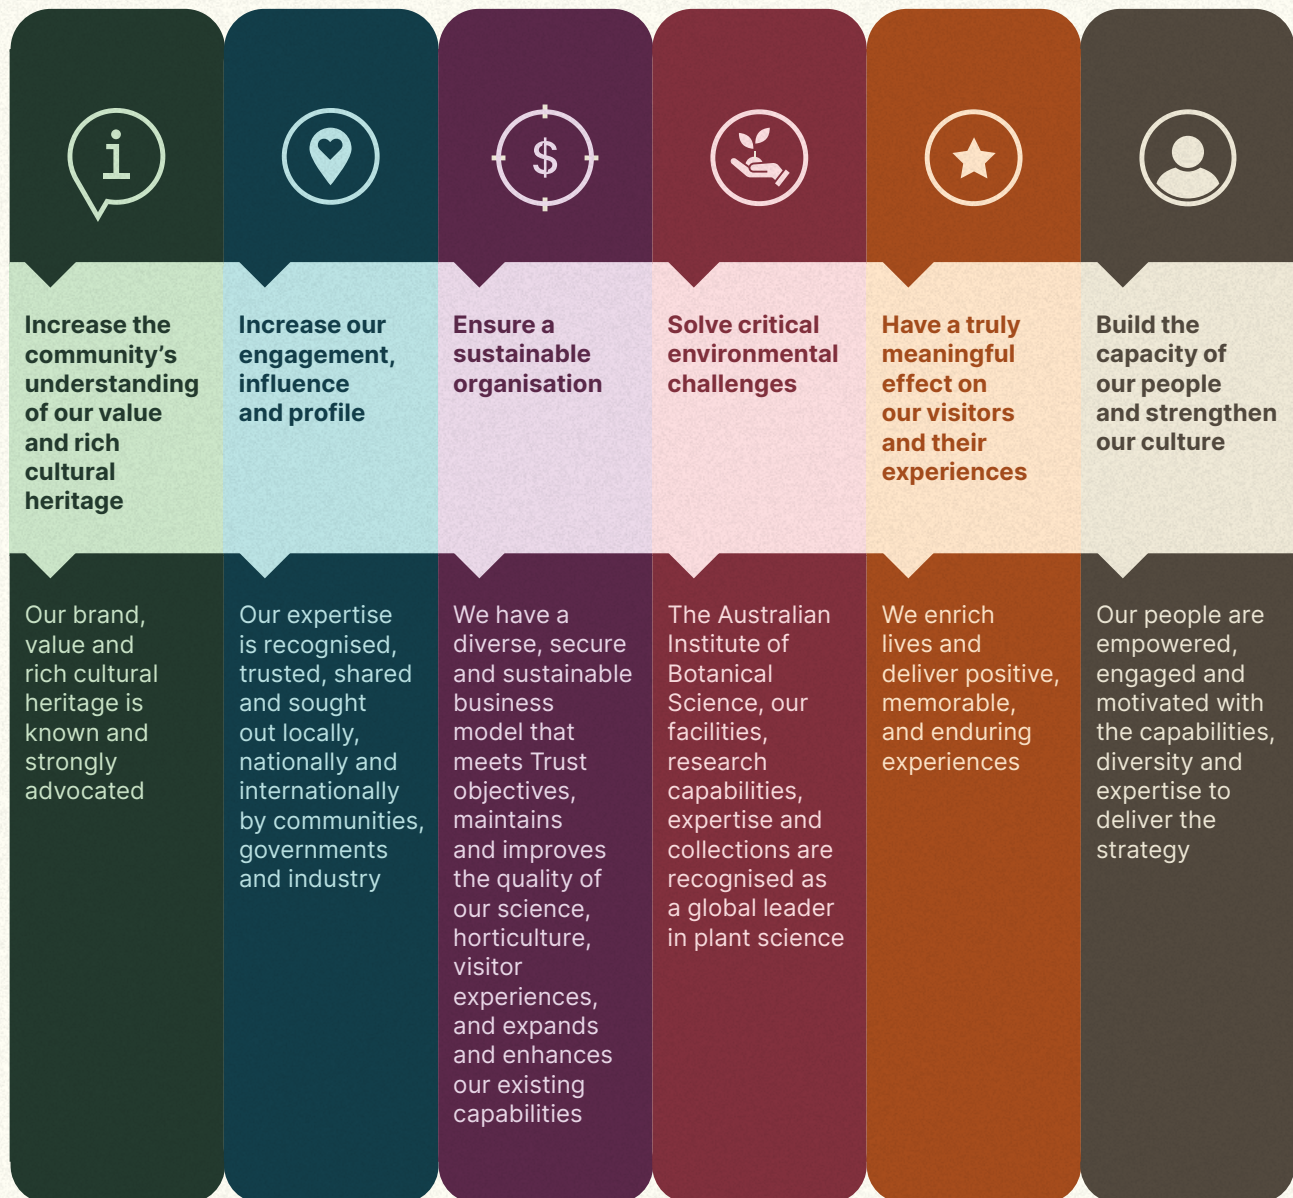 Increase the
community’s
understanding
of our value
and rich
cultural
heritage
Our brand,
value and
rich cultural
heritage is
known and
strongly
advocated
Increase our
engagement,
influence
and profile
Our expertise
is recognised,
trusted, shared
and sought
out locally,
nationally and
internationally
by communities,
governments
and industry
$
Ensure a
sustainable
organisation
We have a
diverse, secure
and sustainable
business
model that
meets Trust
objectives,
maintains
and improves
the quality of
our science,
horticulture,
visitor
experiences,
and expands
and enhances
our existing
capabilities
Solve critical
environmental
challenges
The Australian
Institute of
Botanical
Science, our
facilities,
research
capabilities,
expertise and
collections are
recognised as
a global leader
in plant science
Have a truly
meaningful
effect on
our visitors
and their
experiences
We enrich
lives and
deliver positive,
memorable,
and enduring
experiences
Build the
capacity of
our people
and strengthen
our culture
Our people are
empowered,
engaged and
motivated with
the capabilities,
diversity and
expertise to
deliver the
strategy